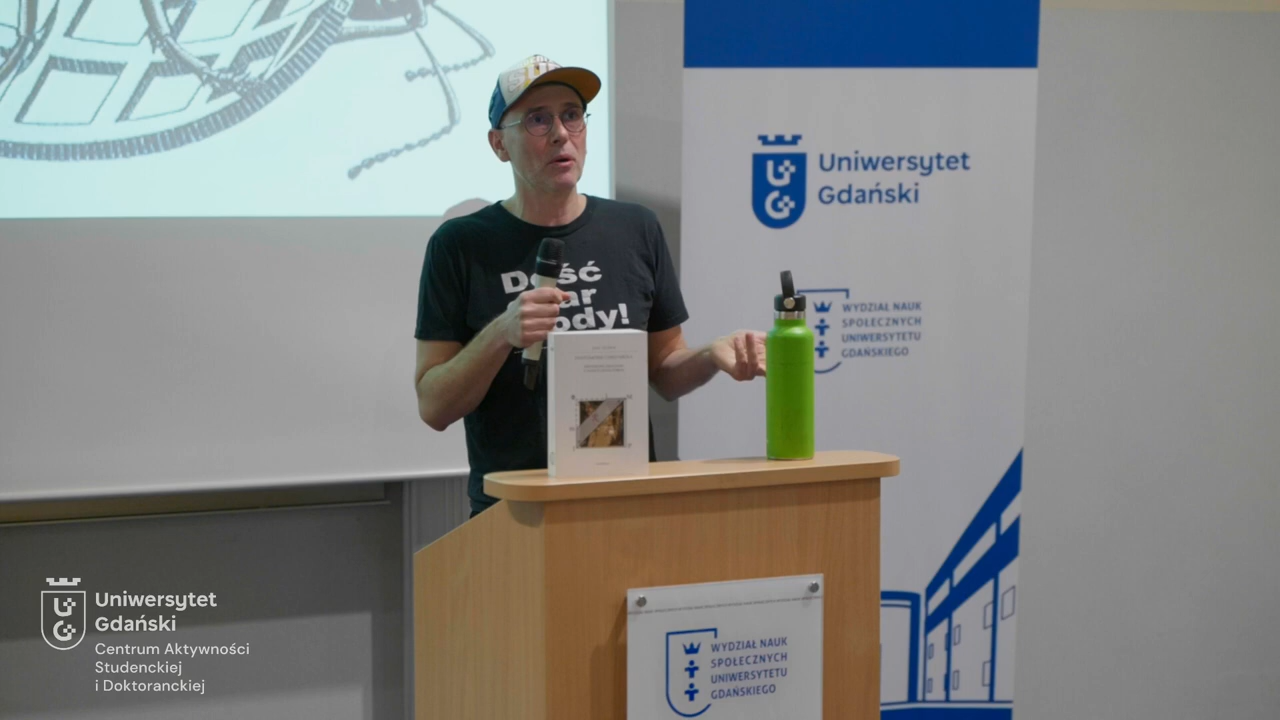 Uniwersytet
Gdański
WYDZIAŁ NAUK
SPOŁECZNYCH
UNIWERSYTETU
GDAŃSKIEGO
Dość
ody!
WYDZIAŁ NAUK
SPOŁECZNYCH
UNIWERSYTETU
GDAŃSKIEGO
Uniwersytet
Gdański
Centrum Aktywności
Studenckiej
i Doktoranckiej